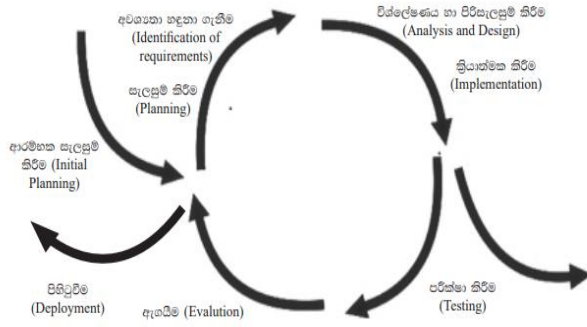 අවශ්‍යතා හඳුනා ගැනීම
(Identification of
requirements)
සැලසුම් කිරීම
(Planning)
විශ්ලේෂණය හා පිරිසැලසුම් කිරීම
(Analysis and Design)
ක්‍රියාත්මක කිරීම
(Implementation)
ආරම්භක සැලසුම්
කිරීම (Initial
Planning)
පිහිටුවීම
(Deployment)
ඇගයීම (Evalution)
පරීක්ෂා කිරීම
(Testing)